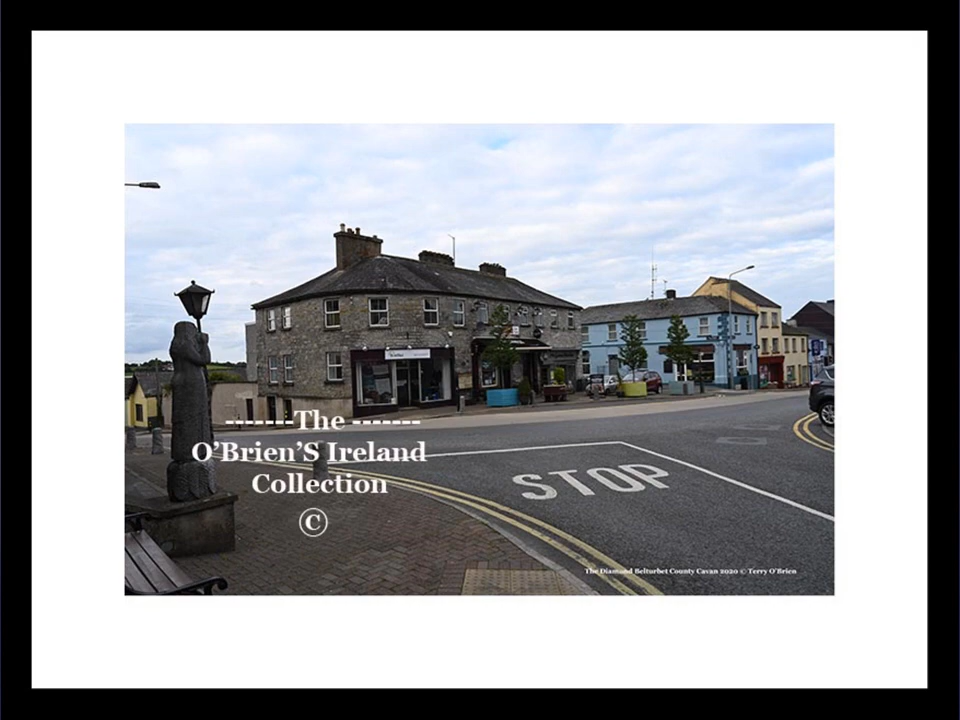 -------The -------
O'Brien'S Ireland
Collection
©
STOP
The Diamond Belturbet County Cavan 2020 © Terry O'Brien